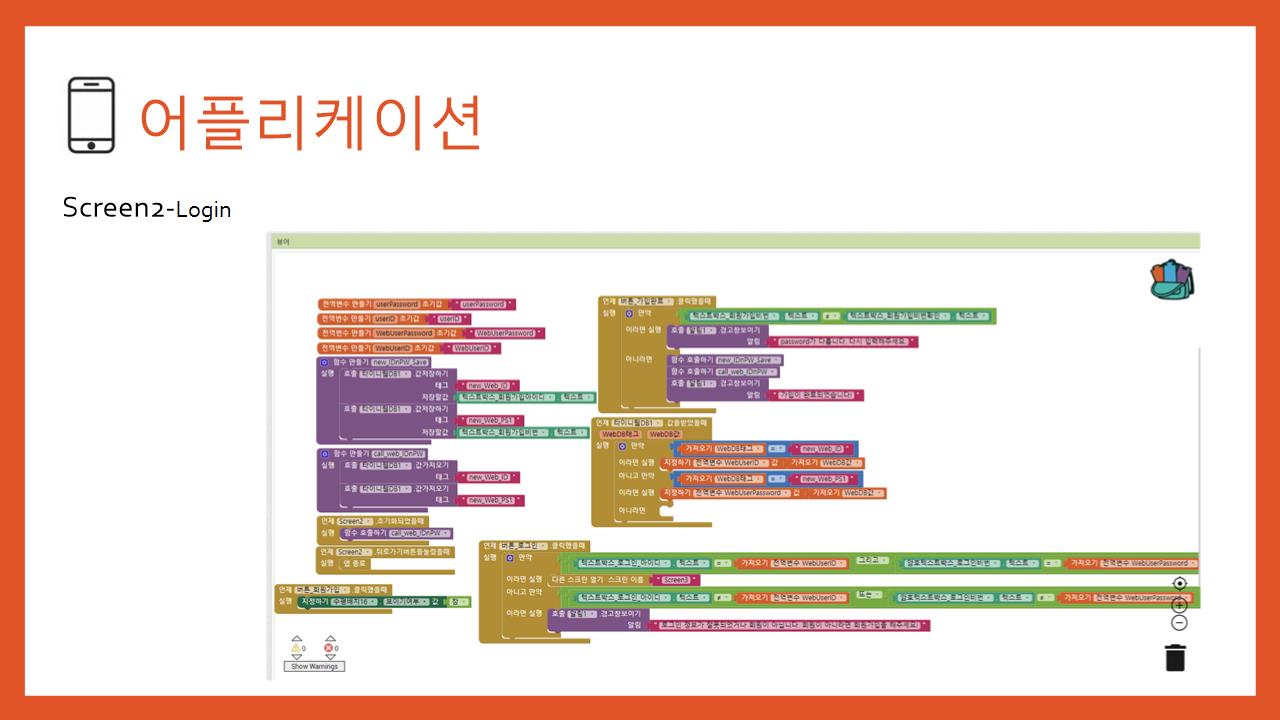 어플리케이션
Screen2-Login
뷰어
전역변수 만들기 userPassword 초기값 " userPassword "
전역변수 만들기 userID 초기값 " userID "
전역변수 만들기 WebUserPassword 초기값 " WebUserPassword "
전역변수 만들기 WebUserID 초기값 " WebUserID "
함수 만들기 new_IDnPW_Save
실행 호출 타이니웹DB1 값저장하기
태그 " new_Web_ID "
저장할값 텍스트박스_회원가입아이디 텍스트
호출 타이니웹DB1 값저장하기
태그 " new_Web_PS1 "
저장할값 텍스트박스_회원가입비번 텍스트
함수 만들기 call_web_IDnPW
실행 호출 타이니웹DB1 값가져오기
태그 " new_Web_ID "
호출 타이니웹DB1 값가져오기
태그 " new_Web_PS1 "
언제 Screen2 초기화되었을때
실행 함수 호출하기 call_web_IDnPW
언제 Screen2 뒤로가기버튼을눌렀을때
실행 앱 종료
언제 버튼_회원가입 클릭했을때
실행 지정하기 수평배치16 . 보이기여부 값 참
0 0
Show Warnings
언제 버튼_가입완료 클릭했을때
실행 만약 텍스트박스_회원가입비번 . 텍스트 ≠ 텍스트박스_회원가입비번확인 . 텍스트
이라면 실행 호출 알림1 .경고창보이기
알림 " password가 다릅니다. 다시 입력해주세요. "
아니라면 함수 호출하기 new_IDnPW_Save
함수 호출하기 call_web_IDnPW
호출 알림1 .경고창보이기
알림 " 가입이 완료되었습니다! "
언제 타이니웹DB1 값을받았을때
WebDB태그 WebDB값
실행 만약 가져오기 WebDB태그 = " new_Web_ID "
이라면 실행 지정하기 전역변수 WebUserID 값 가져오기 WebDB값
아니고 만약 가져오기 WebDB태그 = " new_Web_PS1 "
이라면 실행 지정하기 전역변수 WebUserPassword 값 가져오기 WebDB값
아니라면
언제 버튼_로그인 클릭했을때
실행 만약 텍스트박스_로그인_아이디 . 텍스트 = 가져오기 전역변수 WebUserID 그리고 암호텍스트박스_로그인비번 . 텍스트 = 가져오기 전역변수 WebUserPassword
이라면 실행 다른 스크린 열기 스크린 이름 " Screen3 "
아니고 만약 텍스트박스_로그인_아이디 . 텍스트 ≠ 가져오기 전역변수 WebUserID 또는 암호텍스트박스_로그인비번 . 텍스트 ≠ 가져오기 전역변수 WebUserPassword
이라면 실행 호출 알림1 .경고창보이기
알림 " 로그인 정보가 잘못되었거나 회원이 아닙니다. 회원이 아니라면 회원가입을 해주세요! "